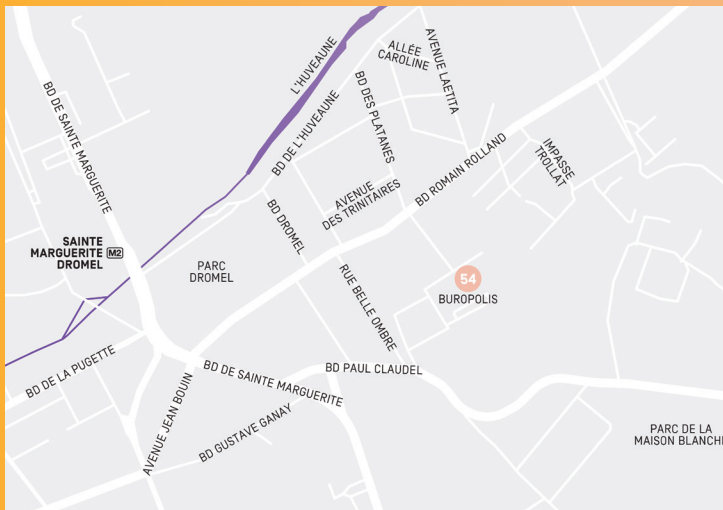 L'HUVEAUNE
ALLÉE
CAROLINE
AVENUE LAETITA
BD DE SAINTE MARGUERITE
BD DE L'HUVEAUNE
BD DES PLATANES
BD ROMAIN ROLLAND
IMPASSE
TROLLAT
AVENUE
DES TRINITAIRES
BD DROMEL
SAINTE
MARGUERITE M2
DROMEL
PARC
DROMEL
RUE BELLE OMBRE
54
BUROPOLIS
BD DE LA PUGETTE
BD DE SAINTE MARGUERITE
BD PAUL CLAUDEL
AVENUE JEAN BOUIN
BD GUSTAVE GANAY
PARC DE LA
MAISON BLANCHE